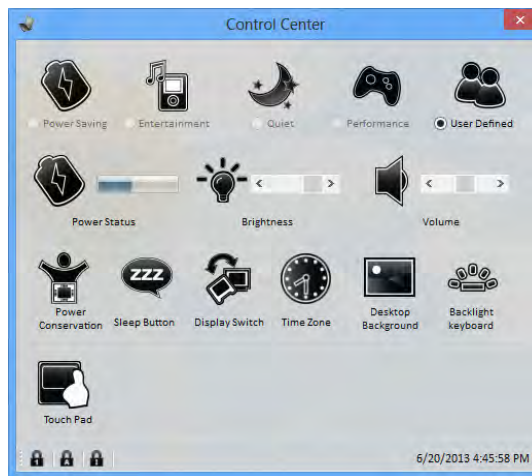 Control Center
Power Saving
Entertainment
Quiet
Performance
User Defined
Power Status
Brightness
Volume
zzz
Power
Conservation
Sleep Button
Display Switch
Time Zone
Desktop
Background
Backlight
keyboard
Touch Pad
6/20/2013 4:45:58 PM